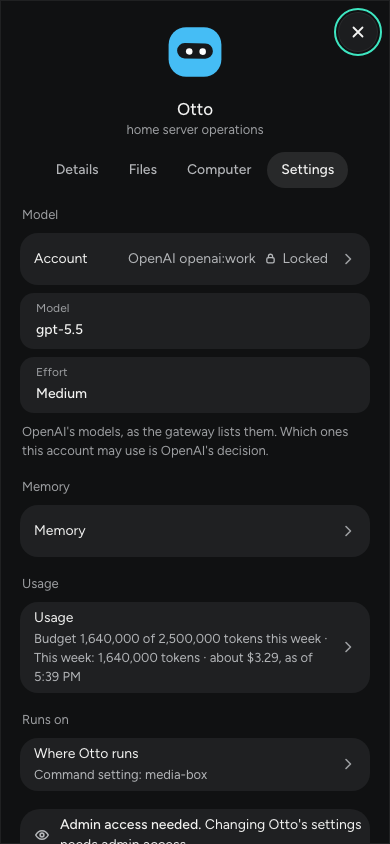 Otto
home server operations
Details Files Computer Settings
Model
Account OpenAI openai:work Locked
Model
gpt-5.5
Effort
Medium
OpenAI's models, as the gateway lists them. Which ones
this account may use is OpenAI's decision.
Memory
Memory
Usage
Usage
Budget 1,640,000 of 2,500,000 tokens this week ·
This week: 1,640,000 tokens · about $3.29, as of
5:39 PM
Runs on
Where Otto runs
Command setting: media-box
Admin access needed. Changing Otto's settings
needs admin access.